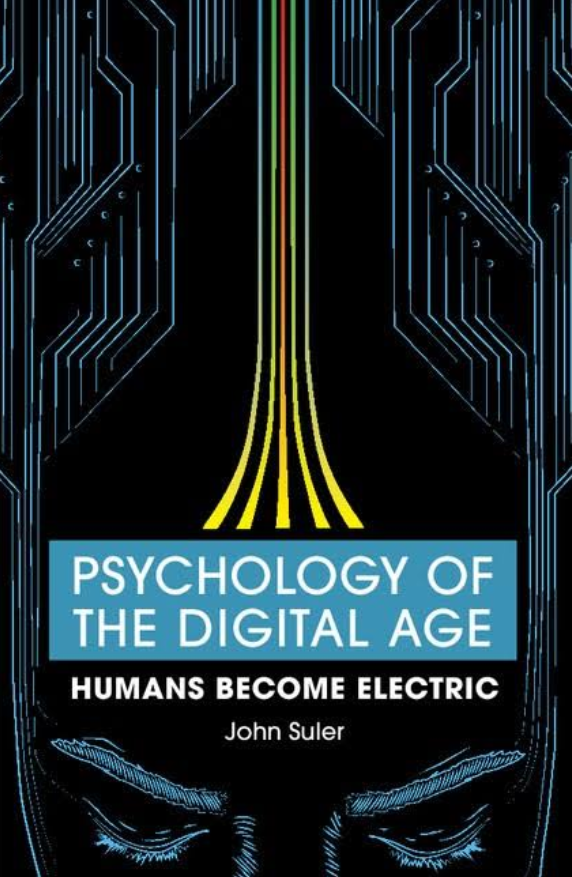 PSYCHOLOGY OF
THE DIGITAL AGE
HUMANS BECOME ELECTRIC
John Suler